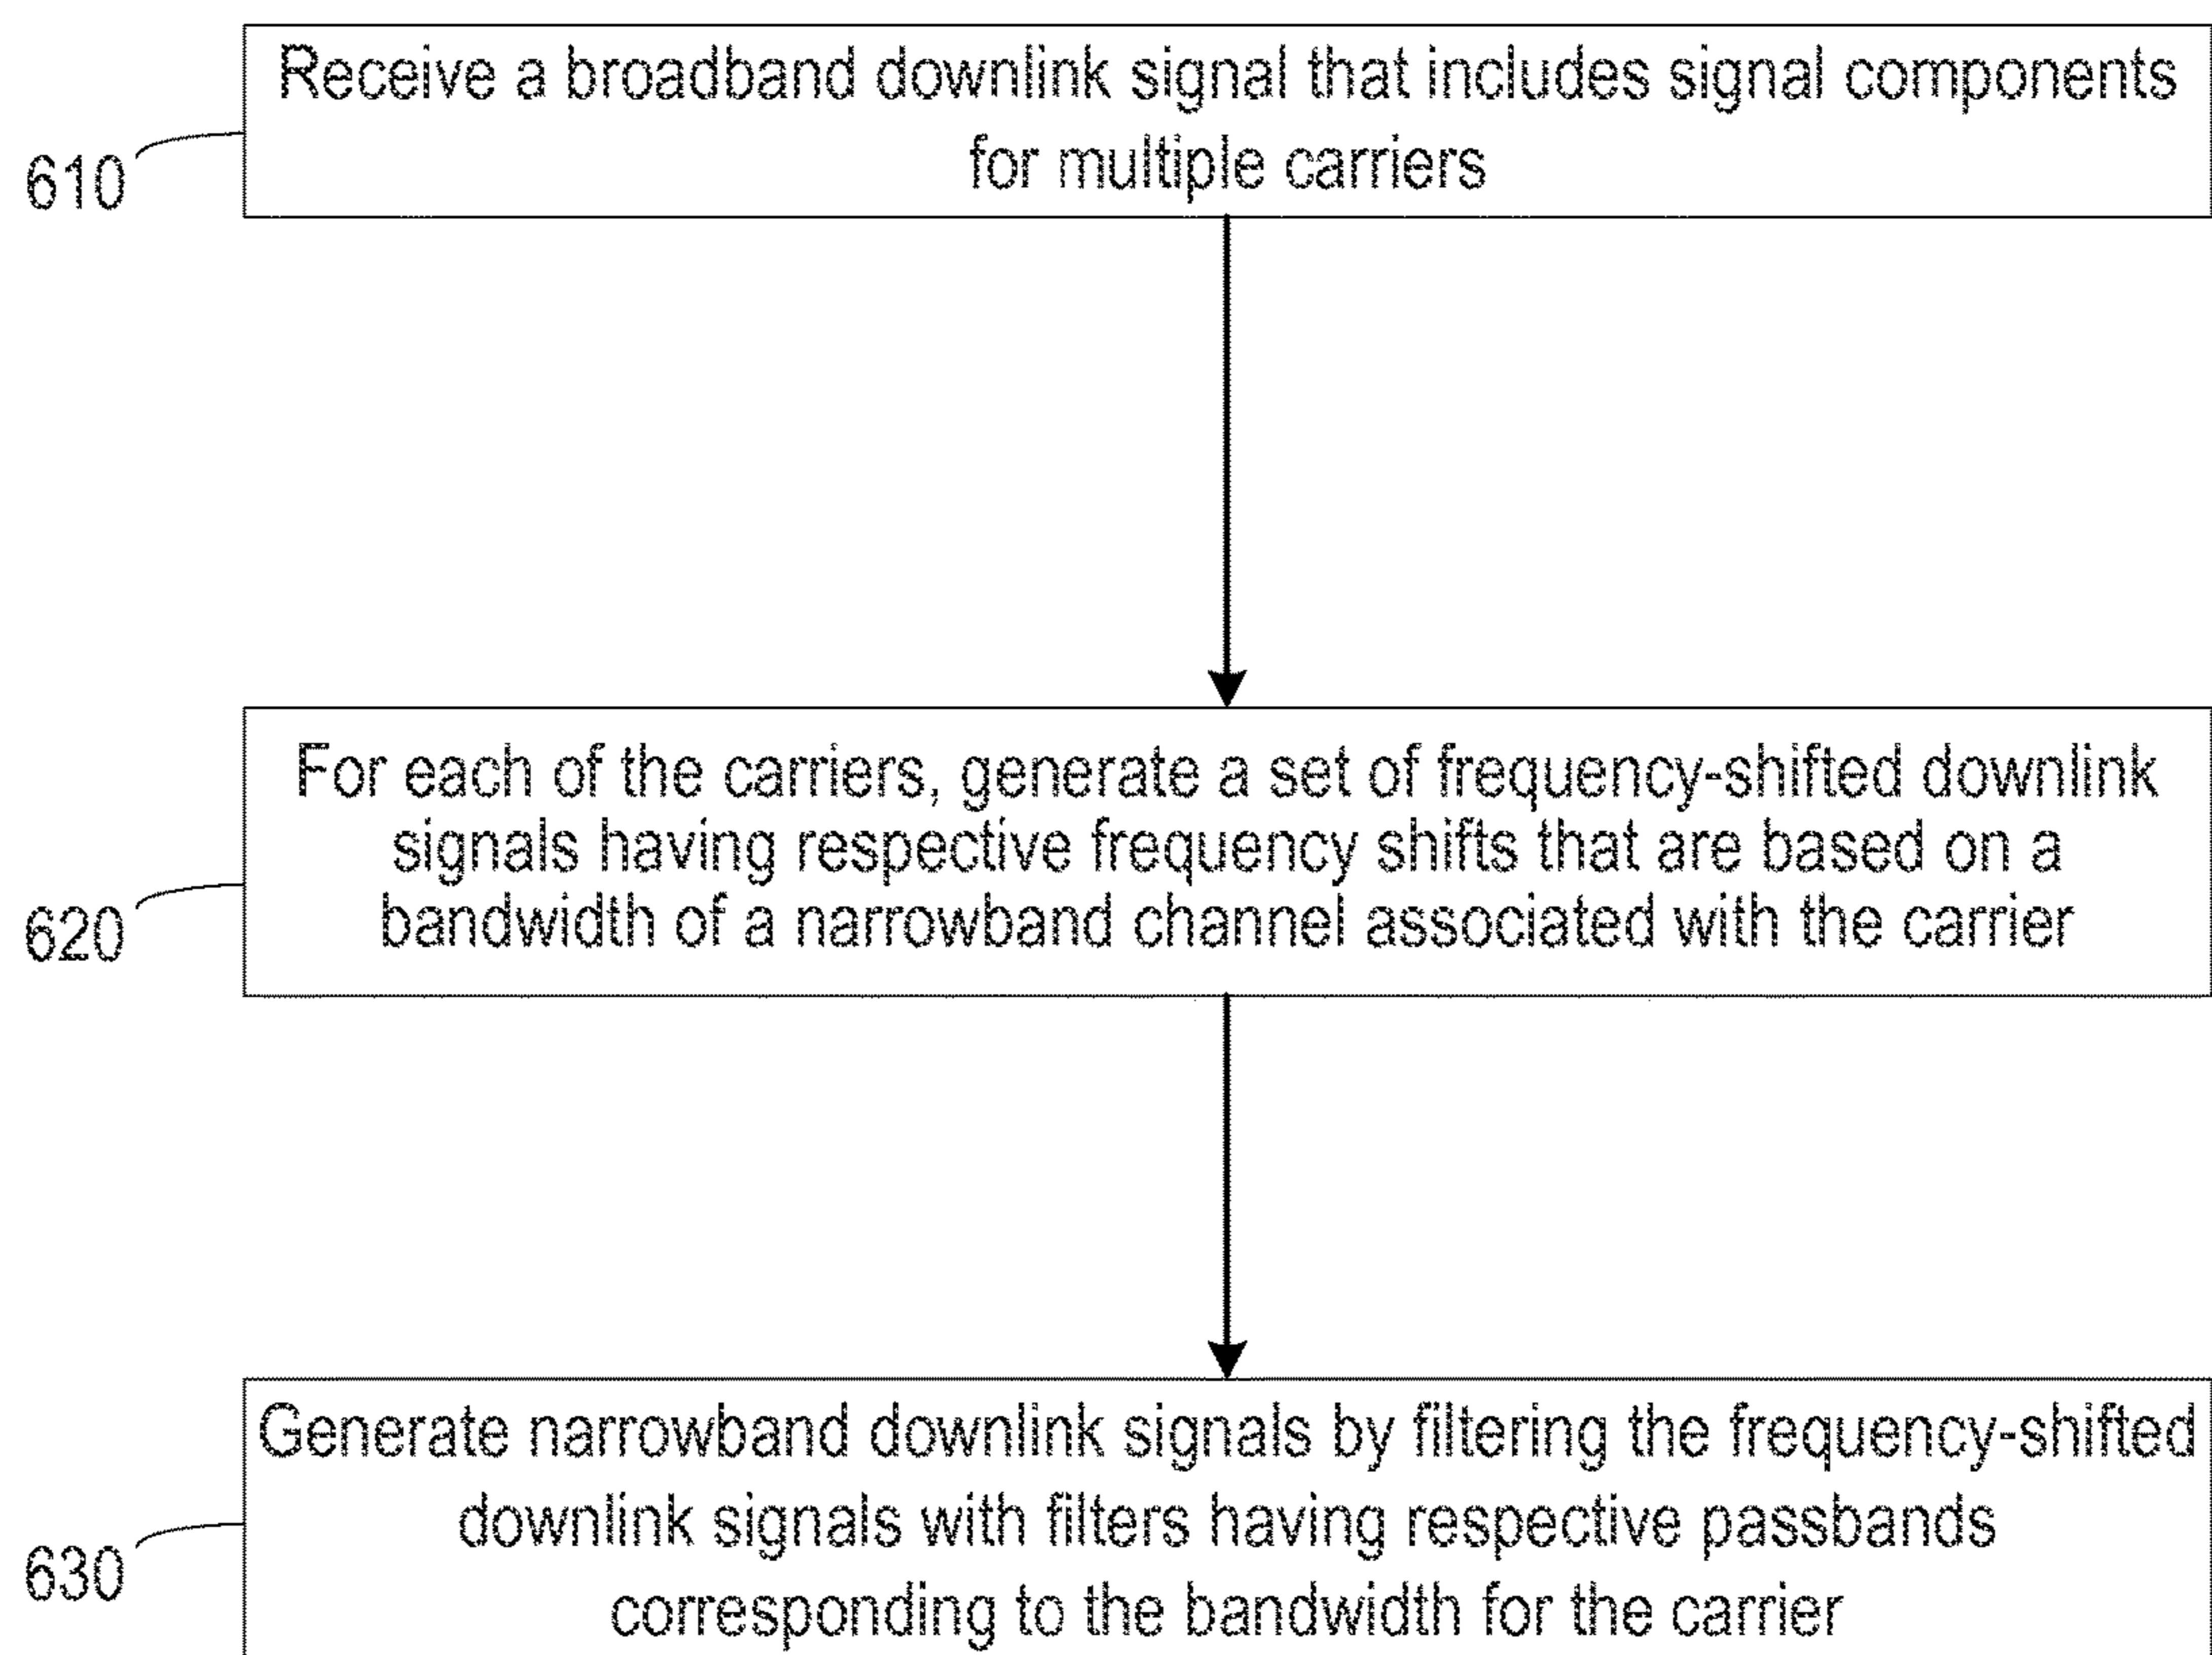 Receive a broadband downlink signal that includes signal components
for multiple carriers
610
For each of the carriers, generate a set of frequency-shifted downlink
signals having respective frequency shifts that are based on a
bandwidth of a narrowband channel associated with the carrier
620
Generate narrowband downlink signals by filtering the frequency-shifted
downlink signals with filters having respective passbands
corresponding to the bandwidth for the carrier
630